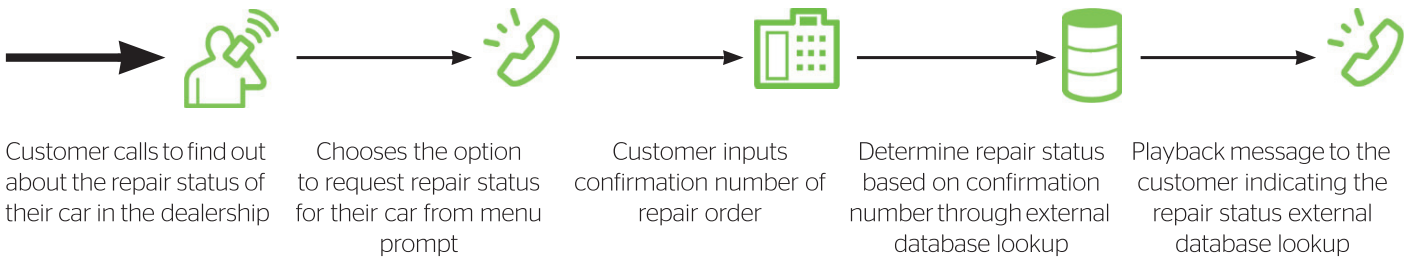 Customer calls to find out
about the repair status of
their car in the dealership
Chooses the option
to request repair status
for their car from menu
prompt
Customer inputs
confirmation number of
repair order
Determine repair status
based on confirmation
number through external
database lookup
Playback message to the
customer indicating the
repair status external
database lookup